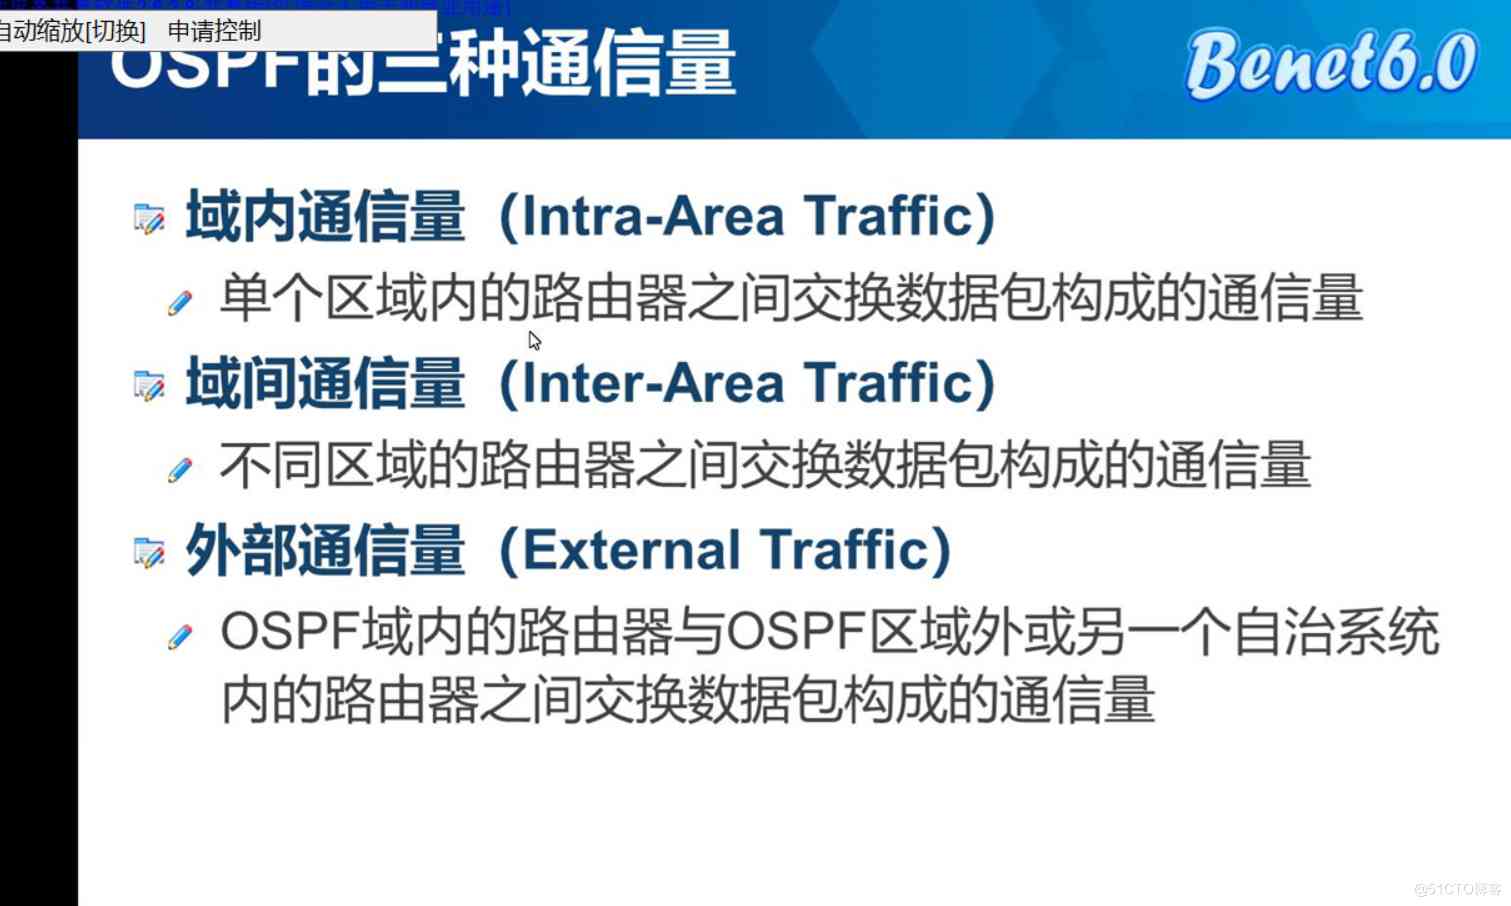 自动缩放[切换] 申请控制
OSPF的三种通信量
Benet6.0
域内通信量（Intra-Area Traffic）
单个区域内的路由器之间交换数据包构成的通信量
域间通信量（Inter-Area Traffic）
不同区域的路由器之间交换数据包构成的通信量
外部通信量（External Traffic）
OSPF域内的路由器与OSPF区域外或另一个自治系统
内的路由器之间交换数据包构成的通信量
@51CTO博客